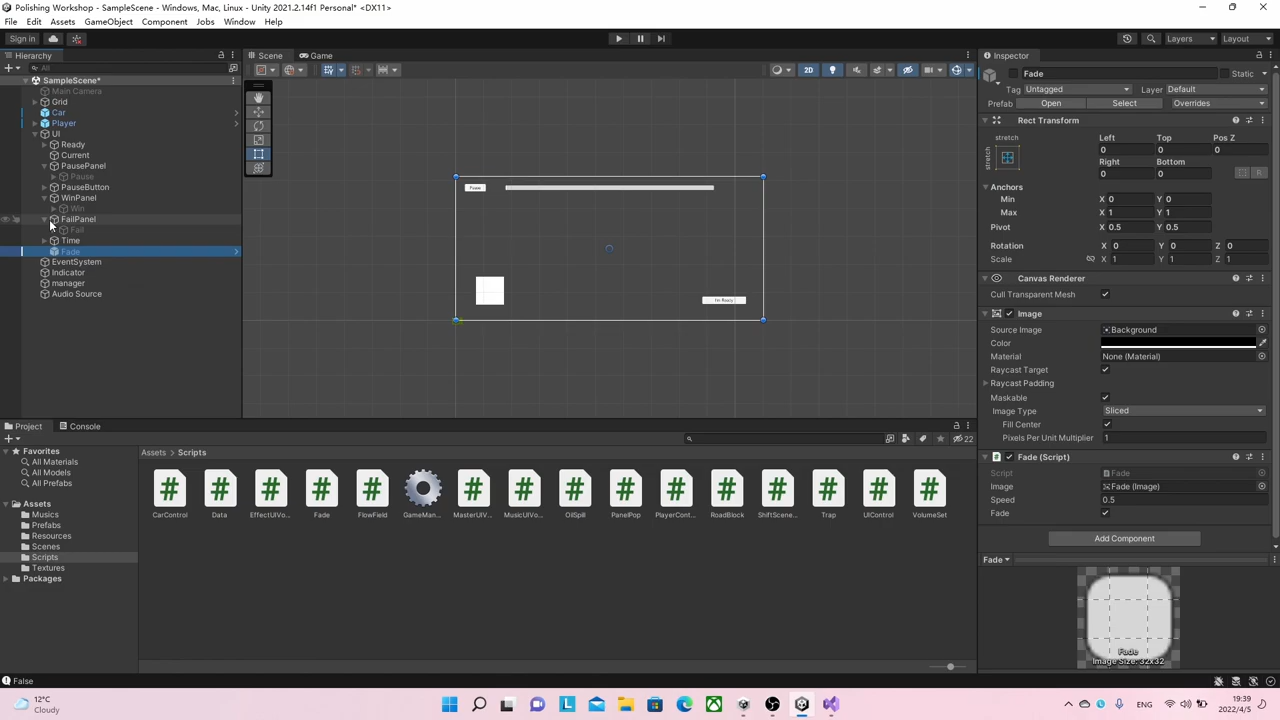 Polishing Workshop - SampleScene - Windows, Mac, Linux - Unity 2021.2.14f1 Personal* <DX11>
File Edit Assets GameObject Component Jobs Window Help
Sign in
Layers
Layout
Hierarchy
Scene
Game
Inspector
All
2D
SampleScene*
Main Camera
Grid
Car
Player
UI
Ready
Current
PausePanel
Pause
PauseButton
WinPanel
Win
FailPanel
Fail
Time
Fade
EventSystem
Indicator
manager
Audio Source
Pause
I'm Ready
Fade
Static
Tag Untagged Layer Default
Prefab Open Select Overrides
Rect Transform
stretch
stretch
Left Top Pos Z
0 0 0
Right Bottom
0 0
Anchors
Min X 0 Y 0
Max X 1 Y 1
Pivot X 0.5 Y 0.5
Rotation X 0 Y 0 Z 0
Scale X 1 Y 1 Z 1
Canvas Renderer
Cull Transparent Mesh
Image
Source Image Background
Color
Material None (Material)
Raycast Target
Raycast Padding
Maskable
Image Type Sliced
Fill Center
Pixels Per Unit Multiplier 1
Fade (Script)
Script Fade
Image Fade (Image)
Speed 0.5
Fade
Add Component
Fade
Fade
Image Size: 32x32
Project
Console
22
Favorites
All Materials
All Models
All Prefabs
Assets
Musics
Prefabs
Resources
Scenes
Scripts
Textures
Packages
Assets > Scripts
CarControl Data EffectUIVo... Fade FlowField GameMan... MasterUIV... MusicUIVo... OilSpill PanelPop PlayerCont... RoadBlock ShiftScene... Trap UIControl VolumeSet
False
12°C
Cloudy
19:39
2022/4/5